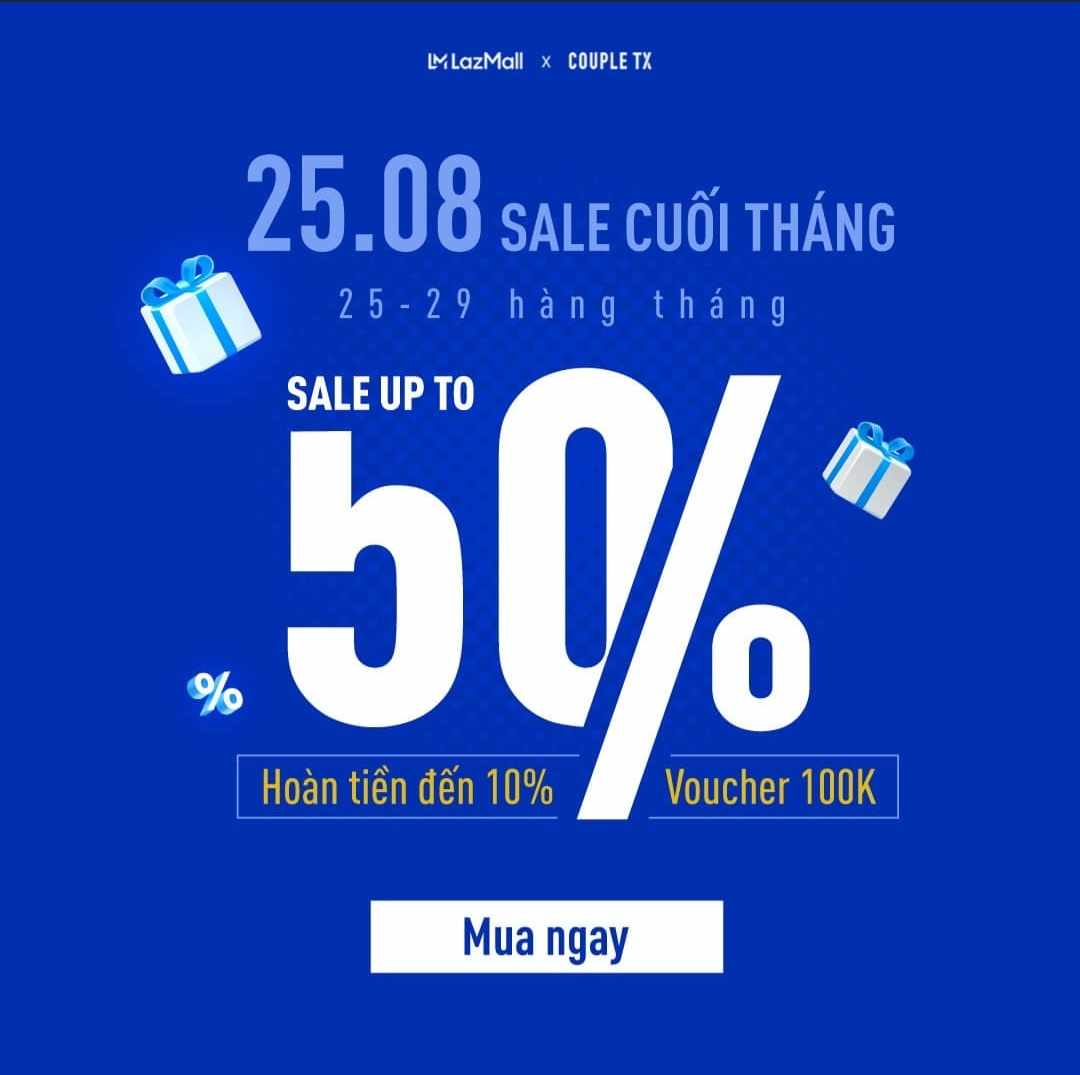 LM LazMall x COUPLE TX
25.08 SALE CUỐI THÁNG
25-29 hàng tháng
SALE UP TO
50%
%
Hoàn tiền đến 10% Voucher 100K
Mua ngay